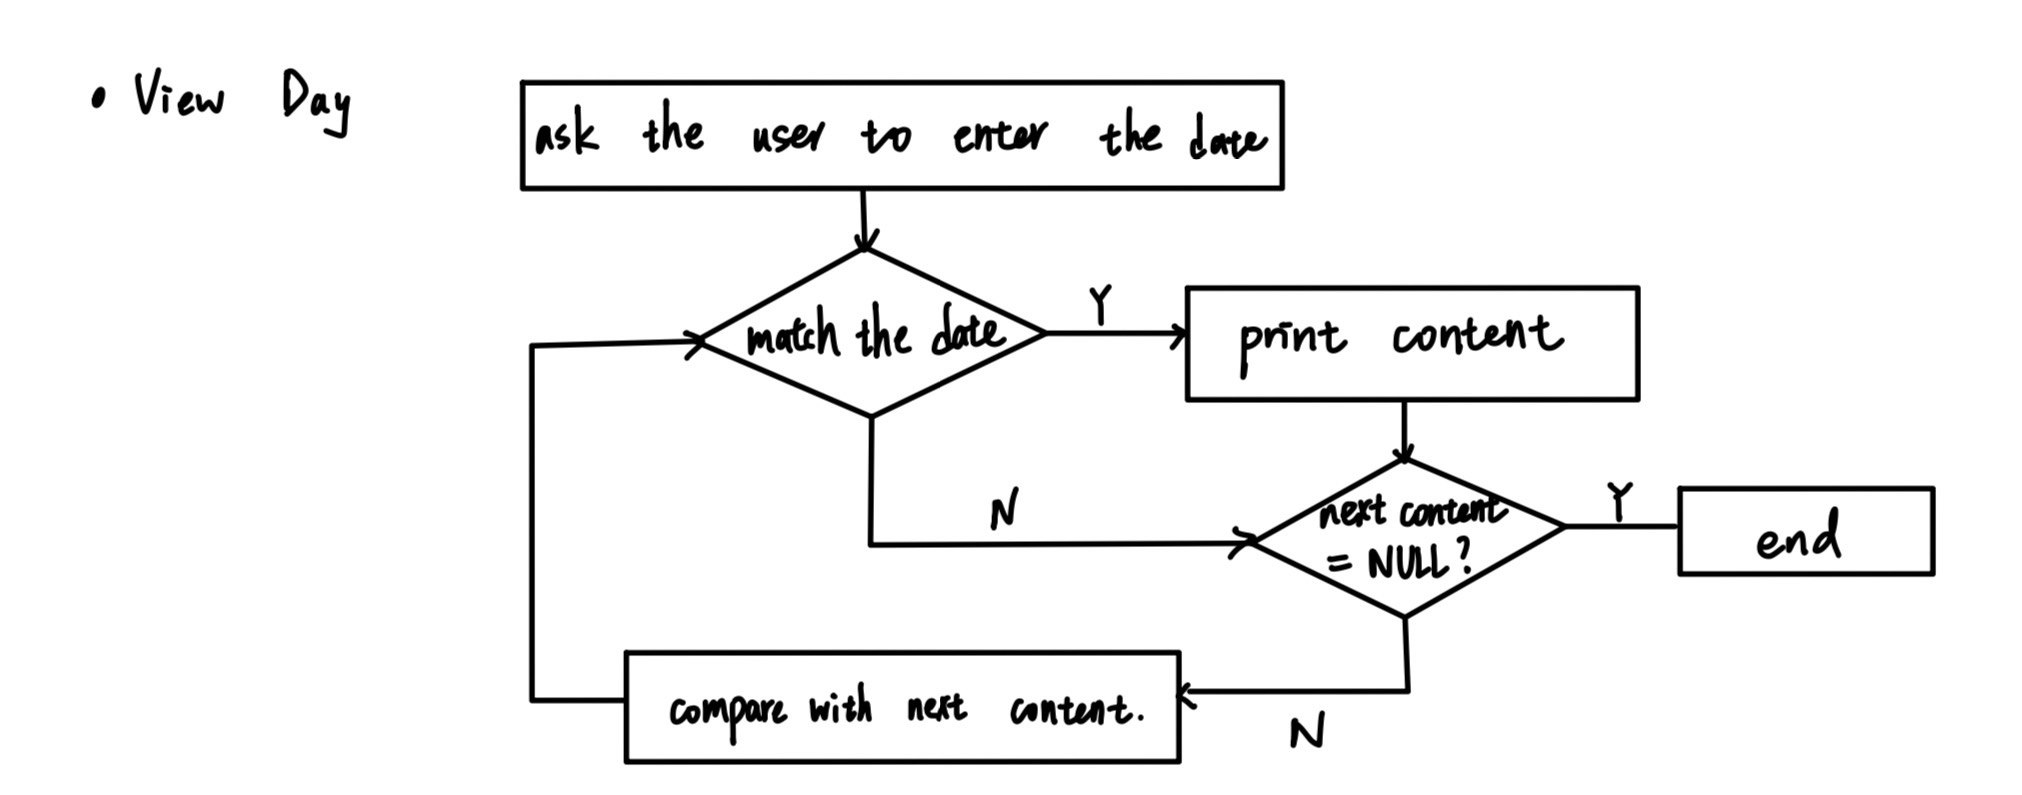 • View Day
ask the user to enter the date
match the date
Y
print content
N
next content
= NULL?
Y
end
compare with next content.
N